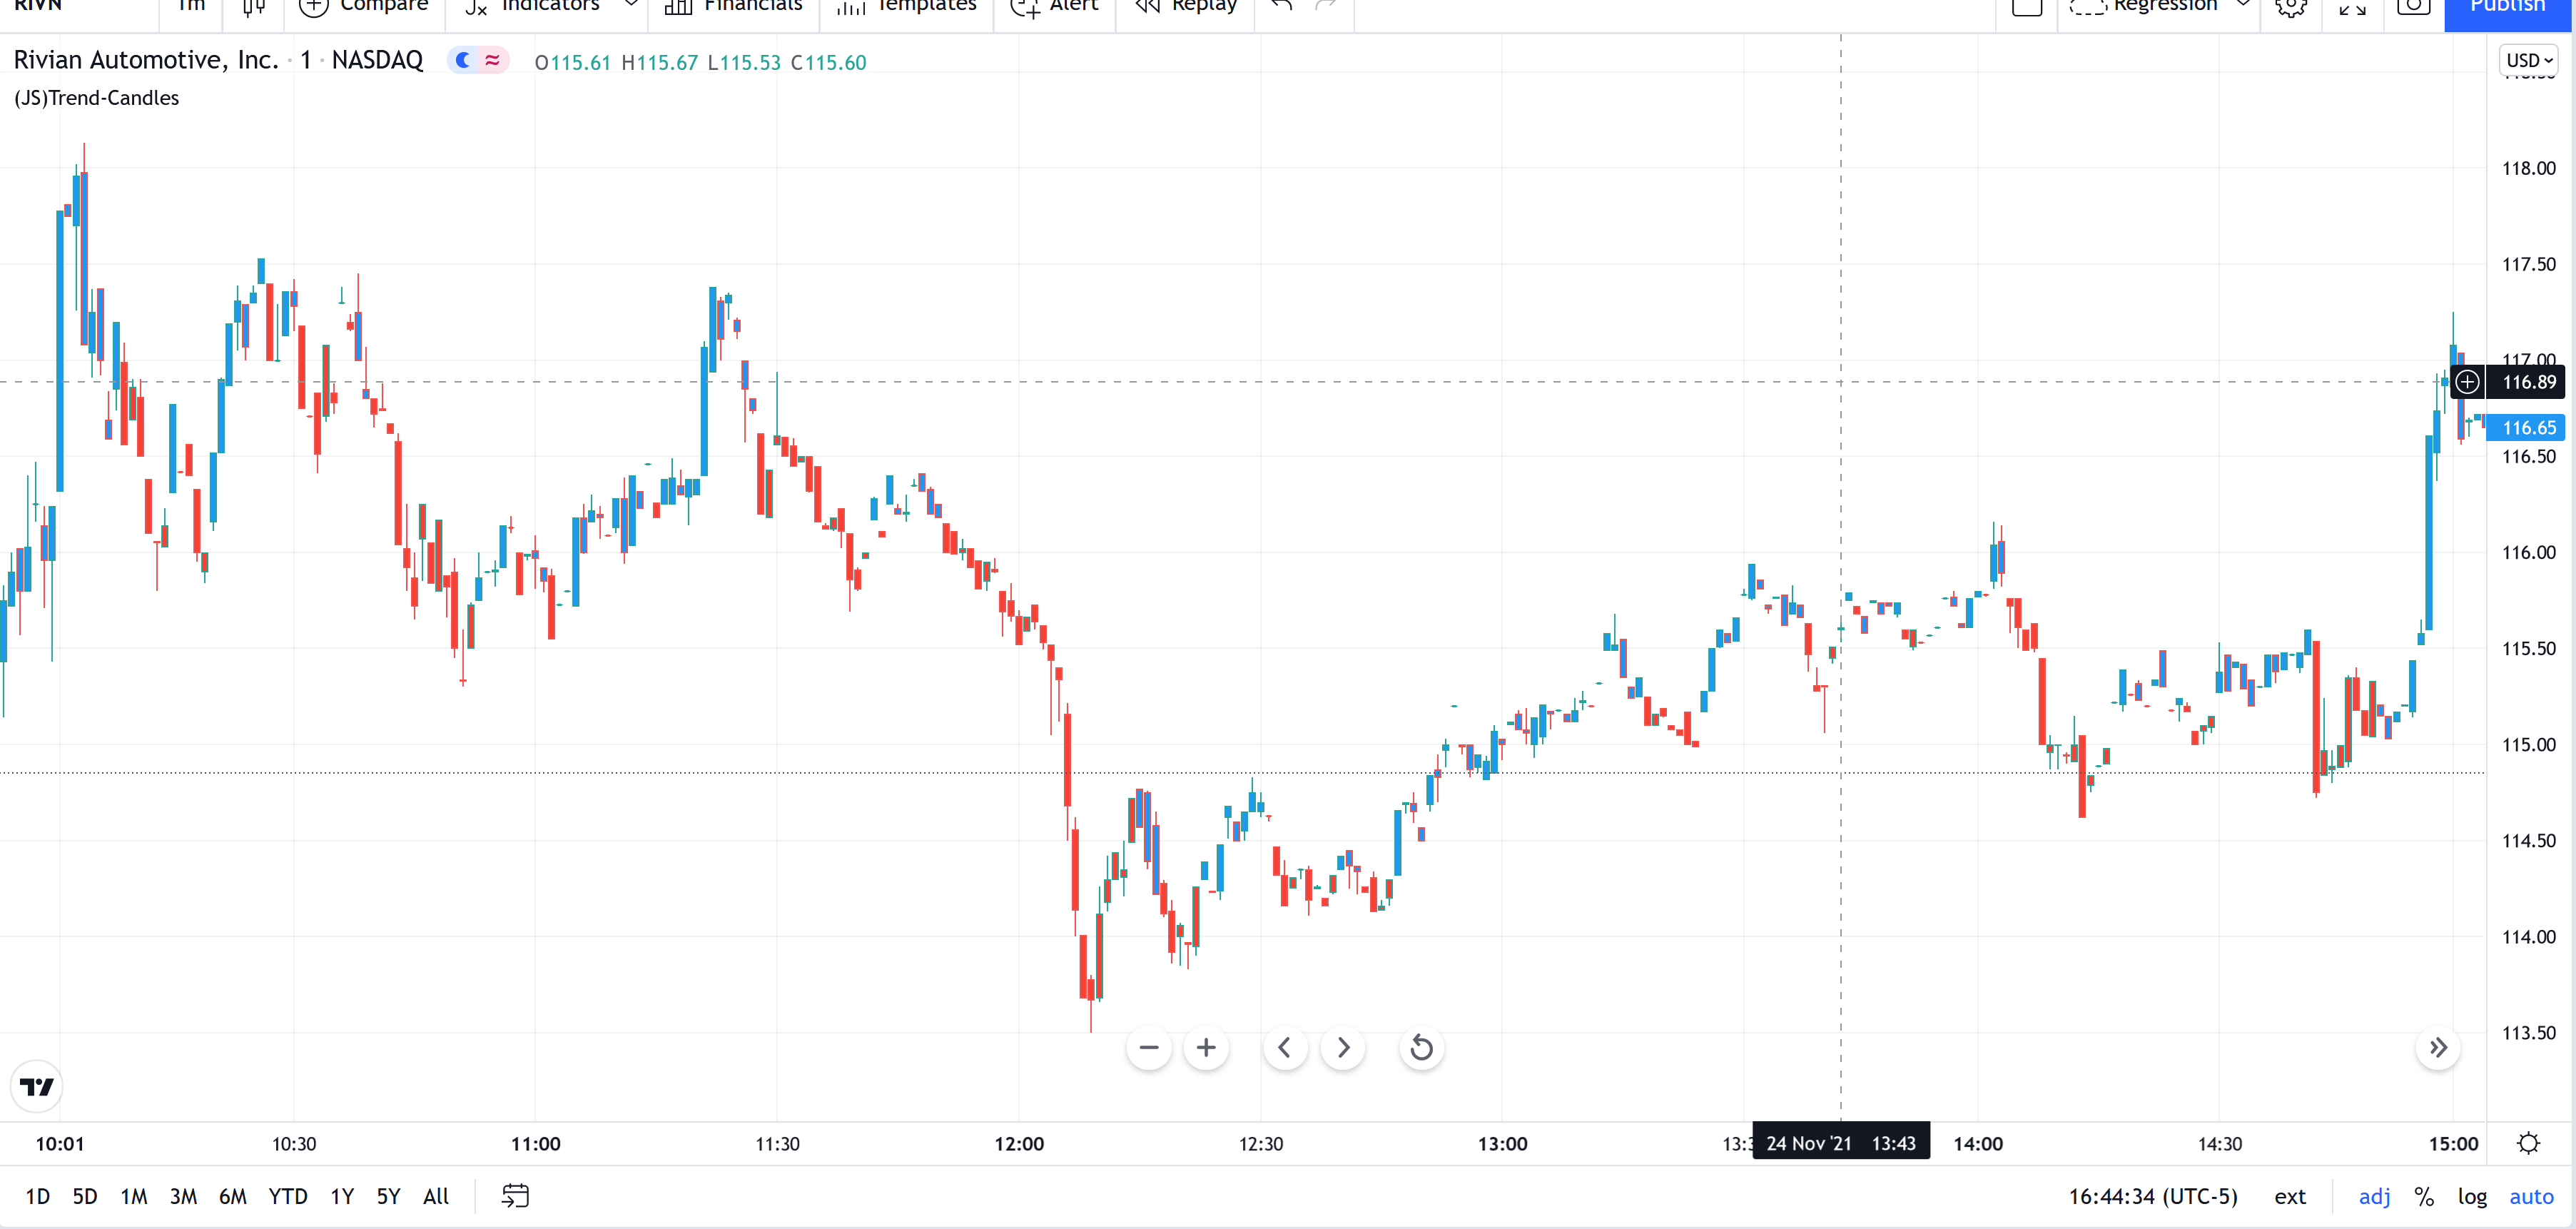 RIVN 1m Compare Indicators Financials Templates Alert Replay Regression Publish
Rivian Automotive, Inc. · 1 · NASDAQ O115.61 H115.67 L115.53 C115.60
(JS)Trend-Candles
USD
118.50
118.00
117.50
117.00
116.89
116.65
116.50
116.00
115.50
115.00
114.50
114.00
113.50
10:01 10:30 11:00 11:30 12:00 12:30 13:00 13:3 24 Nov '21 13:43 14:00 14:30 15:00
1D 5D 1M 3M 6M YTD 1Y 5Y All 16:44:34 (UTC-5) ext adj % log auto